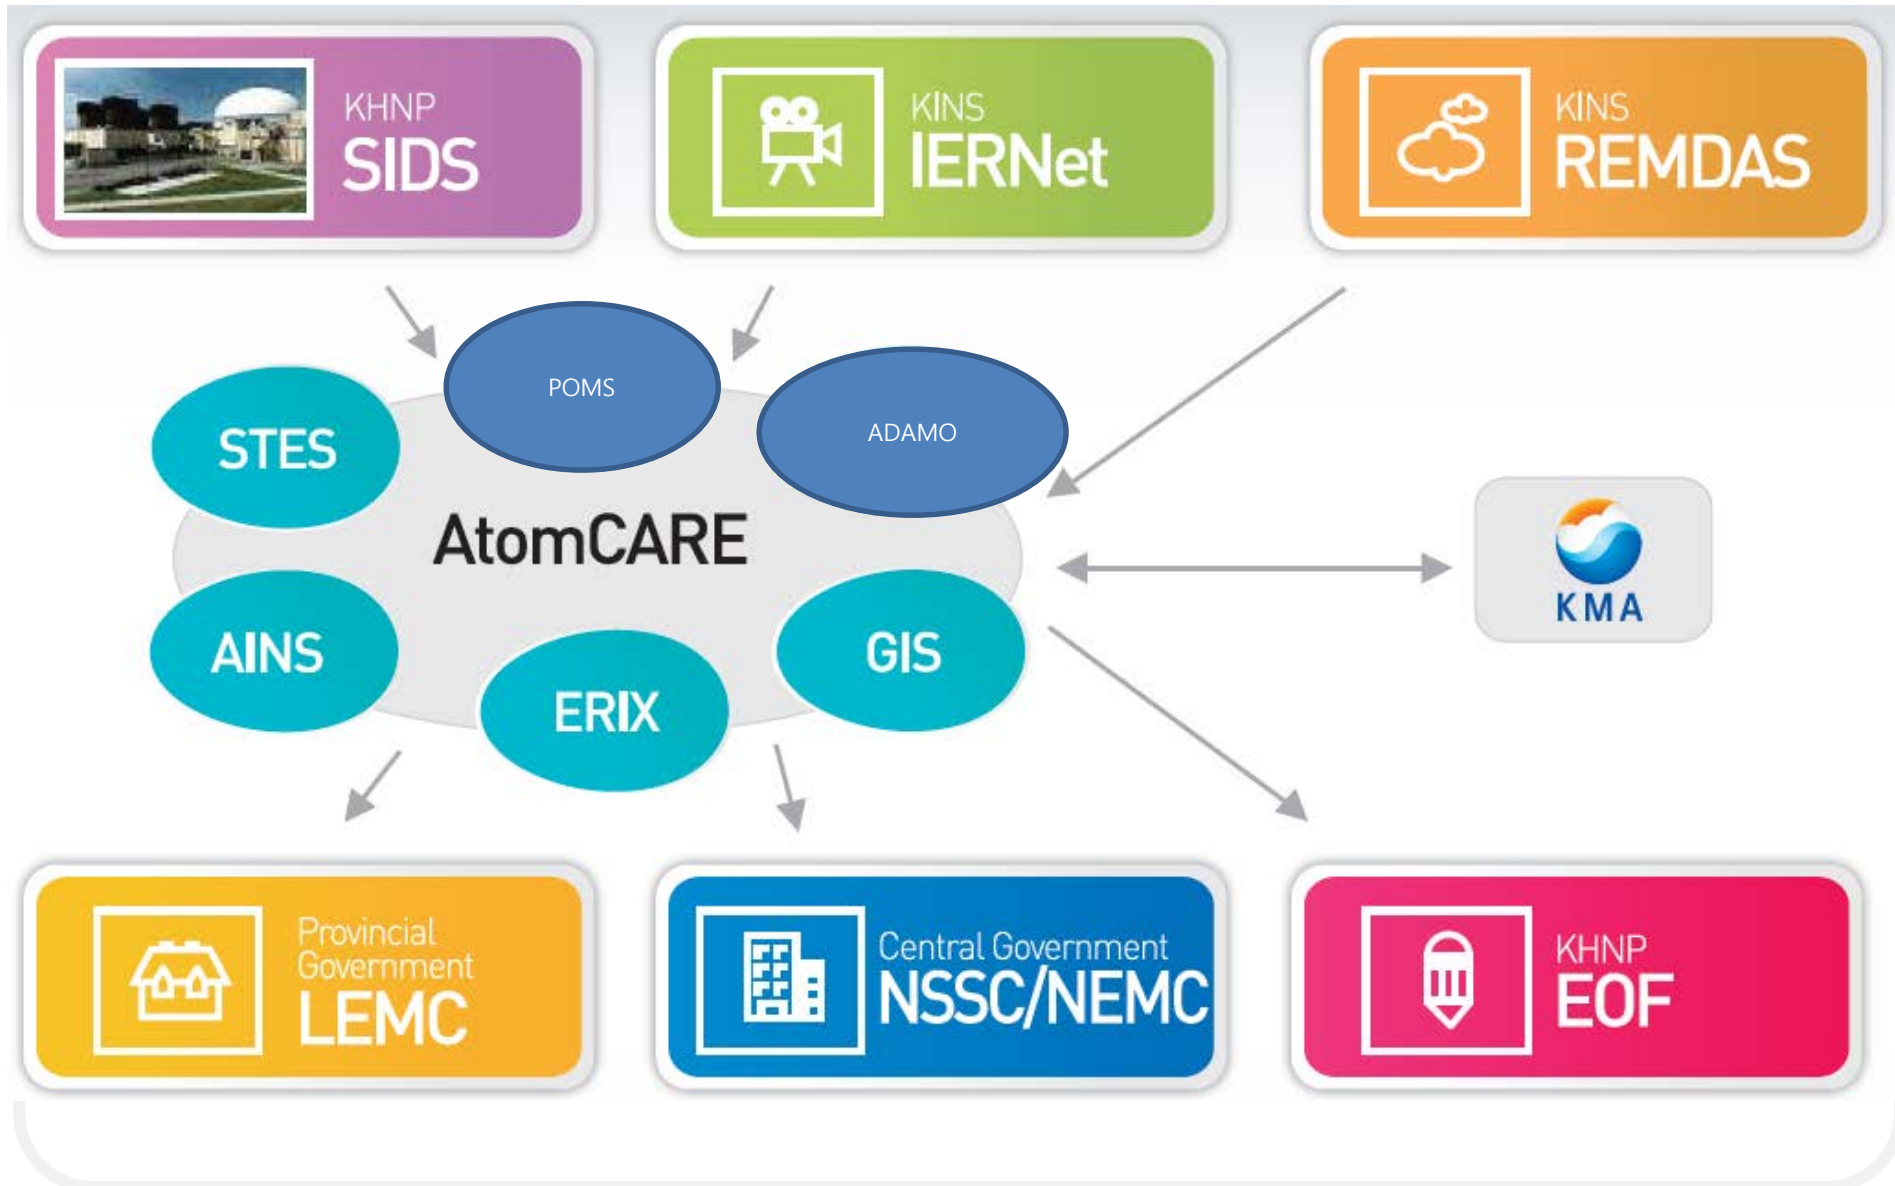 KHNP
SIDS
KINS
IERNet
KINS
REMDAS
POMS
ADAMO
STES
AtomCARE
KMA
AINS
GIS
ERIX
Provincial
Government
LEMC
Central Government
NSSC/NEMC
KHNP
EOF